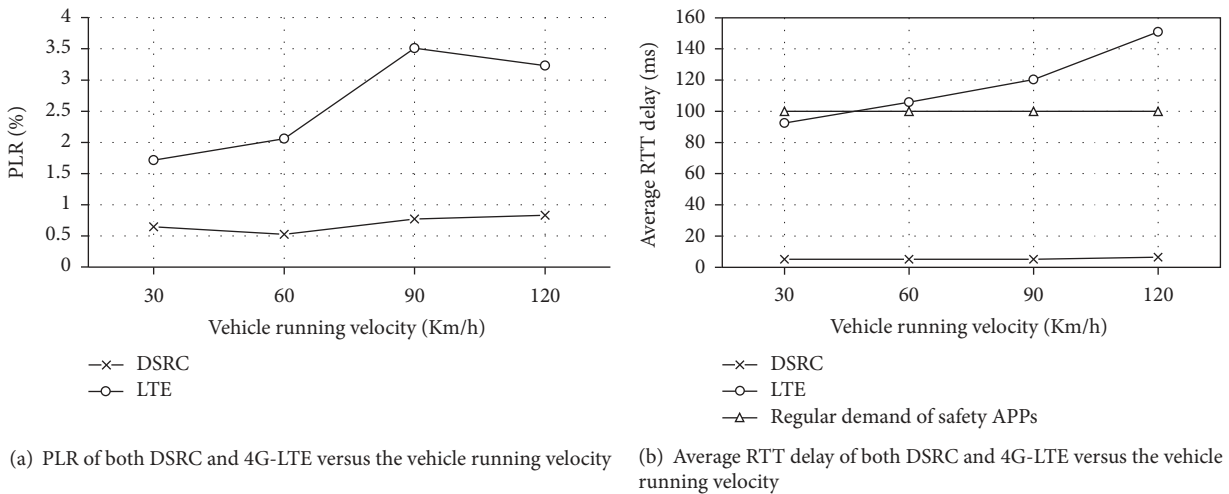 4
3.5
3
2.5
2
1.5
1
0.5
0
PLR (%)
30
60
90
120
Vehicle running velocity (Km/h)
DSRC
LTE
(a) PLR of both DSRC and 4G-LTE versus the vehicle running velocity
160
140
120
100
80
60
40
20
0
Average RTT delay (ms)
30
60
90
120
Vehicle running velocity (Km/h)
DSRC
LTE
Regular demand of safety APPs
(b) Average RTT delay of both DSRC and 4G-LTE versus the vehicle
running velocity